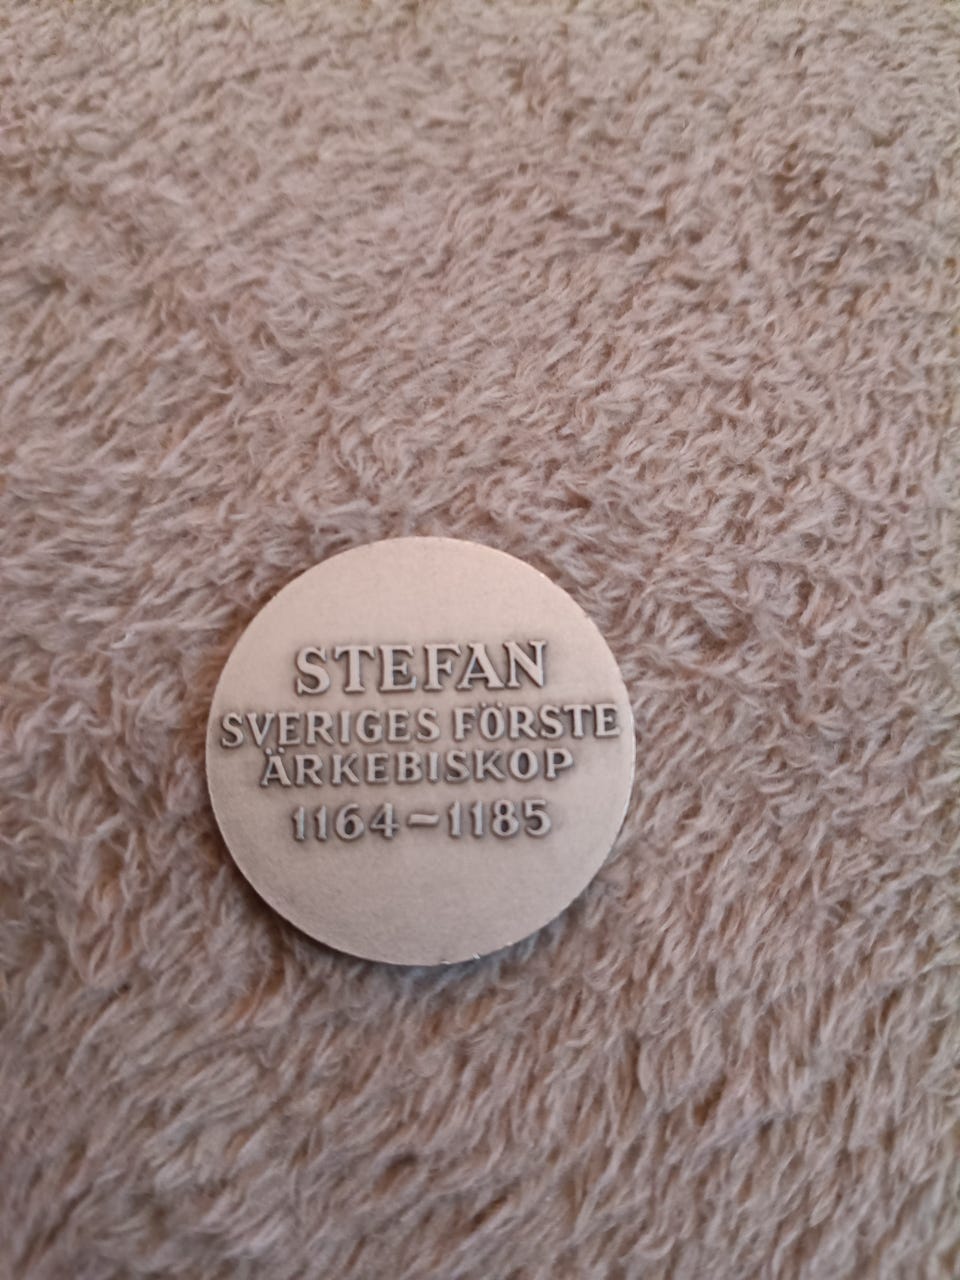 STEFAN
SVERIGES FÖRSTE
ÄRKEBISKOP
1164-1185